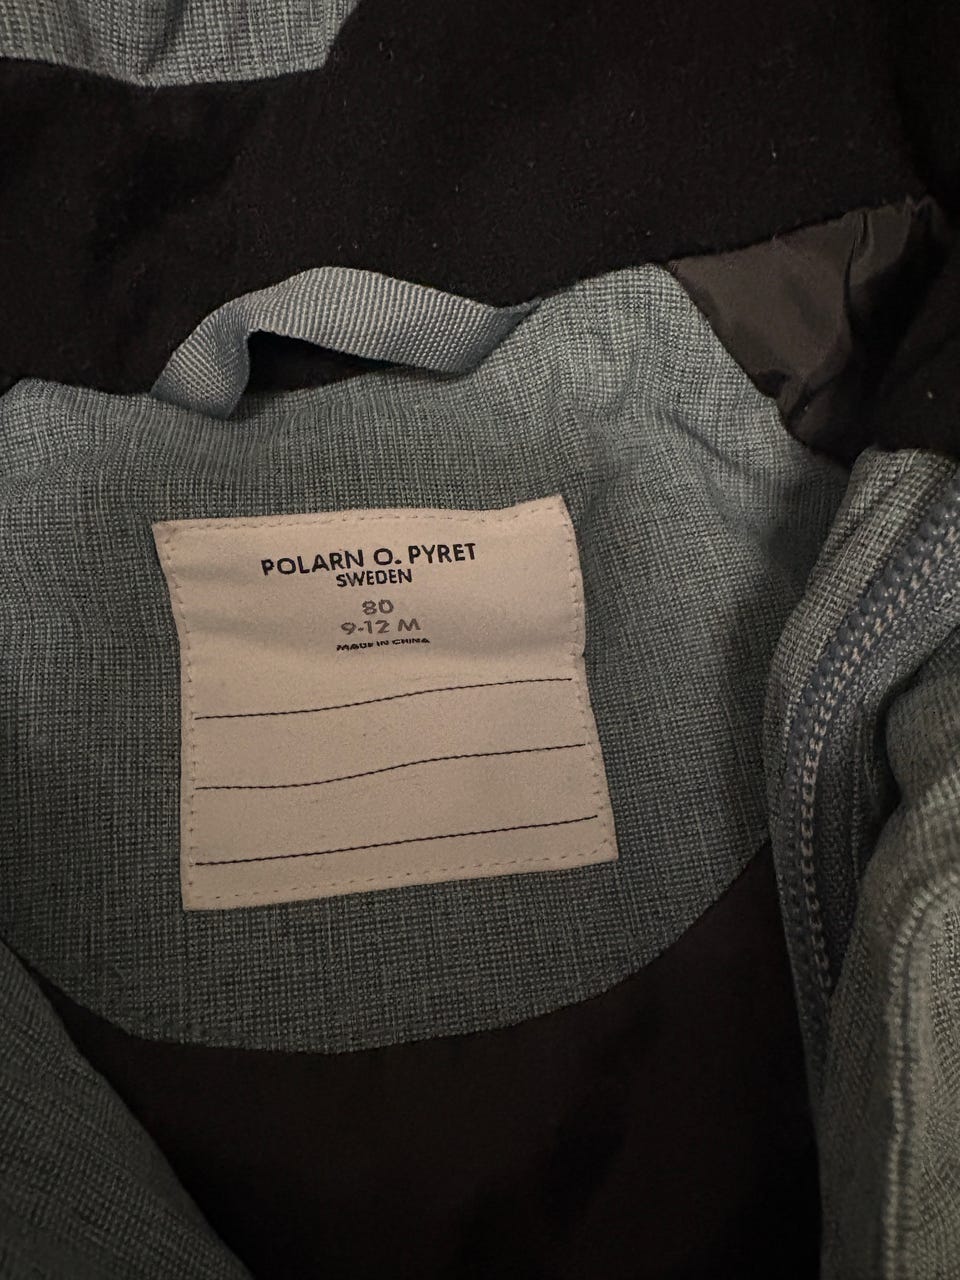 POLARN O. PYRET
SWEDEN
80
9-12 M
MADE IN CHINA